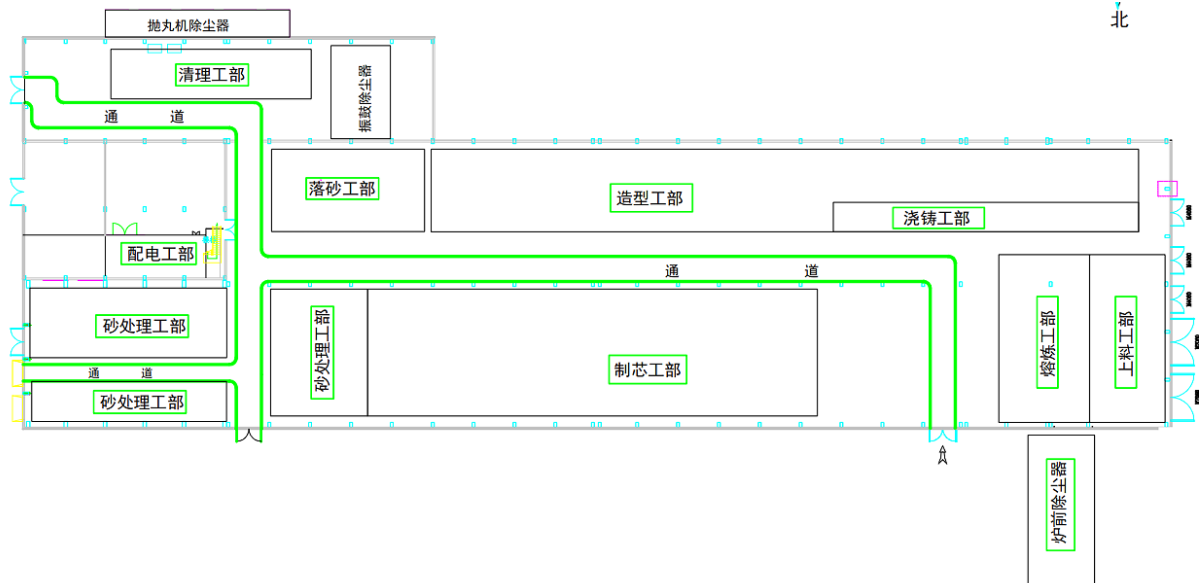 北
抛丸机除尘器
清理工部
振鼓除尘器
通 道
落砂工部
造型工部
浇铸工部
配电工部
通 道
砂处理工部
砂处理工部
制芯工部
熔炼工部
上料工部
通 道
砂处理工部
炉前除尘器